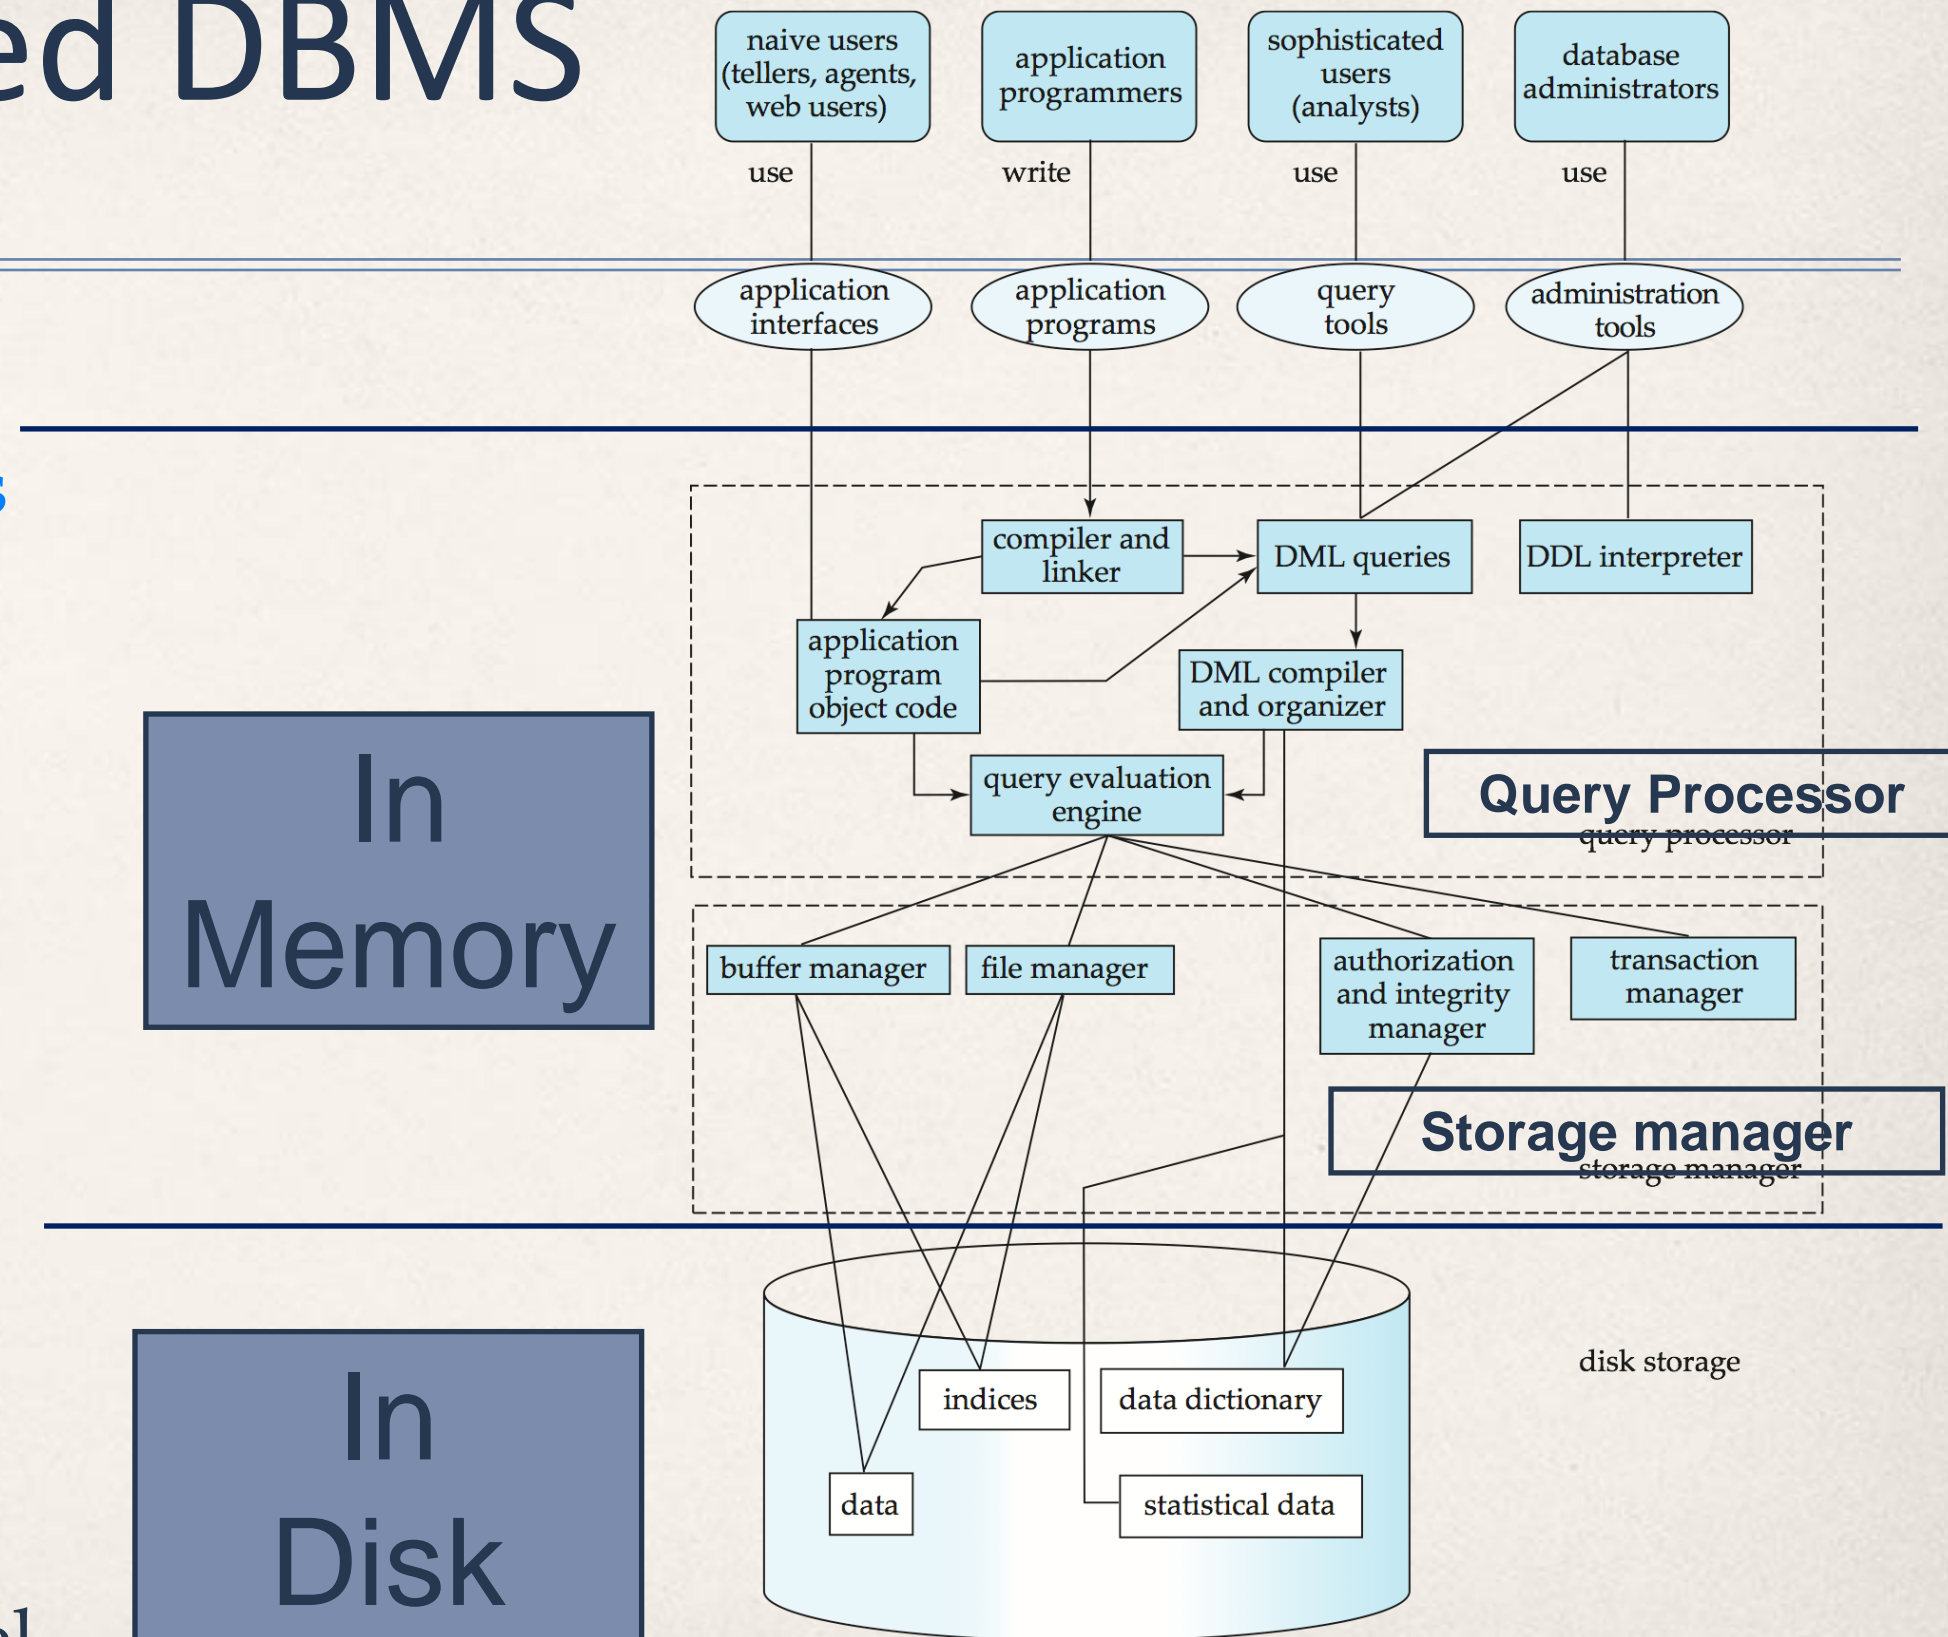 ed DBMS
naive users
(tellers, agents,
web users)
application
programmers
sophisticated
users
(analysts)
database
administrators
use
write
use
use
application
interfaces
application
programs
query
tools
administration
tools
s
compiler and
linker
DML queries
DDL interpreter
application
program
object code
DML compiler
and organizer
query evaluation
engine
Query Processor
query processor
In
Memory
buffer manager
file manager
authorization
and integrity
manager
transaction
manager
Storage manager
storage manager
disk storage
indices
data dictionary
data
statistical data
In
Disk